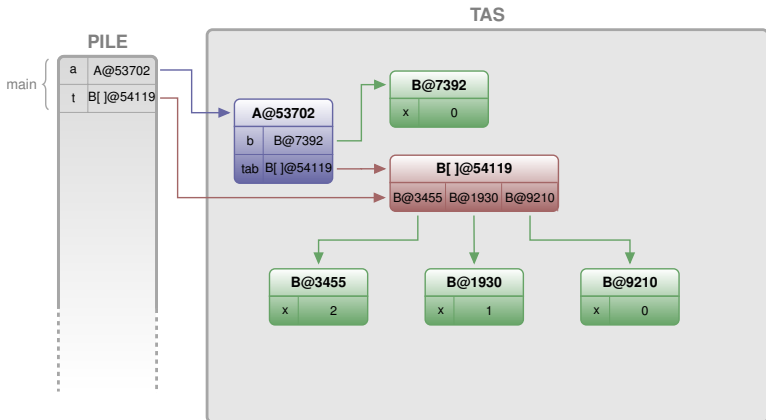 TAS
PILE
main
a A@53702
t B[ ]@54119
A@53702
b B@7392
tab B[ ]@54119
B@7392
x 0
B[ ]@54119
B@3455 B@1930 B@9210
B@3455
x 2
B@1930
x 1
B@9210
x 0